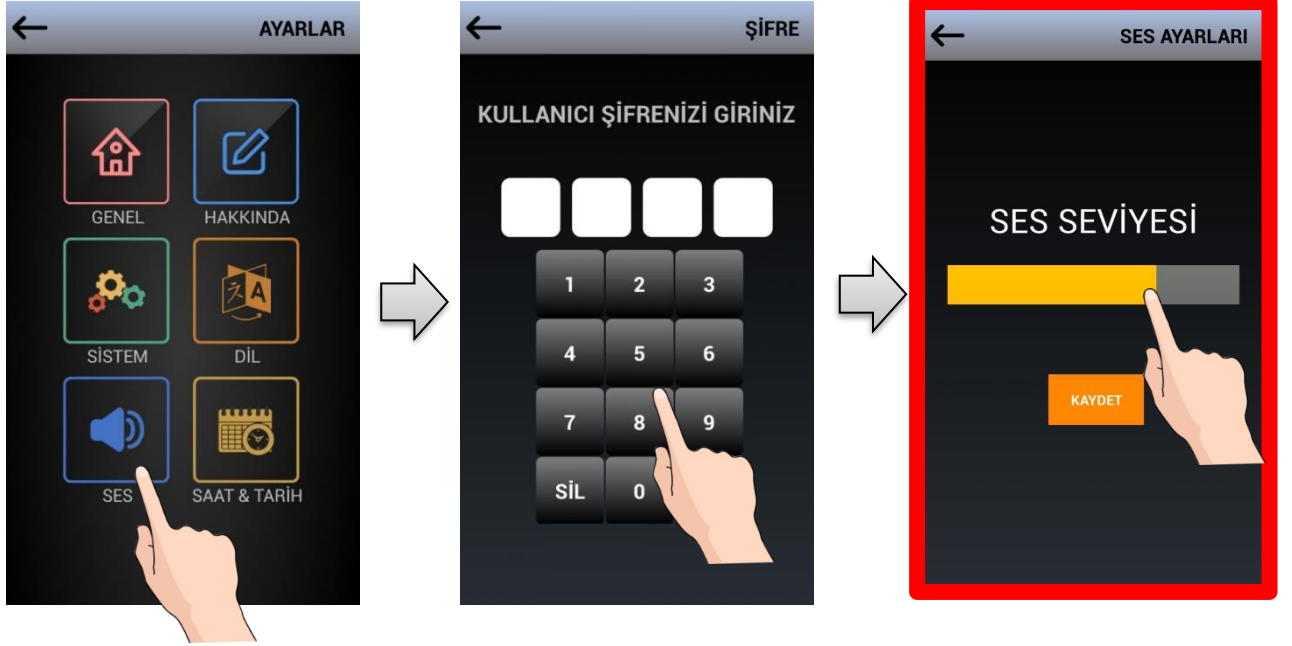 AYARLAR
GENEL
HAKKINDA
SİSTEM
DİL
SES
SAAT & TARİH
ŞİFRE
KULLANICI ŞİFRENİZİ GİRİNİZ
1 2 3
4 5 6
7 8 9
SİL 0
SES AYARLARI
SES SEVİYESİ
KAYDET